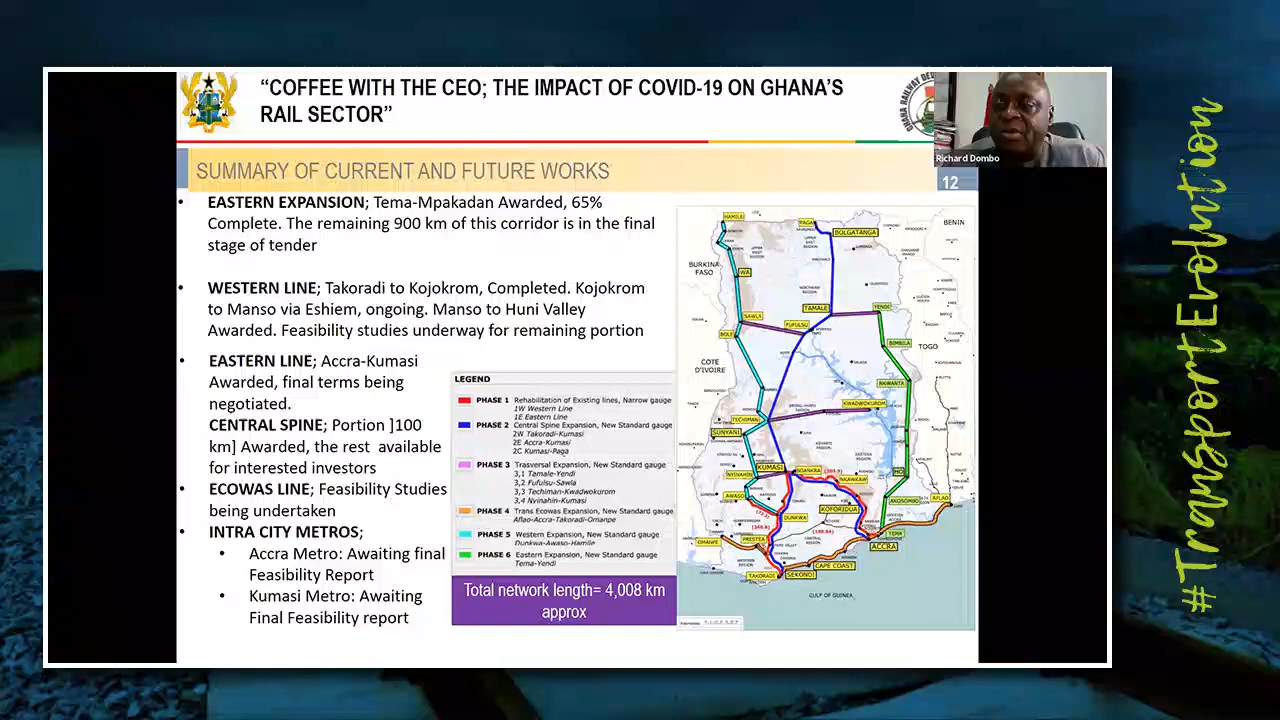 “COFFEE WITH THE CEO; THE IMPACT OF COVID-19 ON GHANA’S
RAIL SECTOR”
Richard Dombo
SUMMARY OF CURRENT AND FUTURE WORKS
12
• EASTERN EXPANSION; Tema-Mpakadan Awarded, 65%
Complete. The remaining 900 km of this corridor is in the final
stage of tender
• WESTERN LINE; Takoradi to Kojokrom, Completed. Kojokrom
to Manso via Eshiem, ongoing. Manso to Huni Valley
Awarded. Feasibility studies underway for remaining portion
• EASTERN LINE; Accra-Kumasi
Awarded, final terms being
negotiated.
• CENTRAL SPINE; Portion ]100
km] Awarded, the rest available
for interested investors
• ECOWAS LINE; Feasibility Studies
being undertaken
• INTRA CITY METROS;
• Accra Metro: Awaiting final
Feasibility Report
• Kumasi Metro: Awaiting
Final Feasibility report
LEGEND
PHASE 1 Rehabilitation of Existing lines, Narrow gauge
1W Western Line
1E Eastern Line
PHASE 2 Central Spine Expansion, New Standard gauge
2W Takoradi-Kumasi
2E Accra-Kumasi
2C Kumasi-Paga
PHASE 3 Trasversal Expansion, New Standard gauge
3,1 Tamale-Yendi
3,2 Fufulsu-Sawla
3,3 Techiman-Kwadwokurom
3,4 Nyinahin-Kumasi
PHASE 4 Trans Ecowas Expansion, New Standard gauge
Aflao-Accra-Takoradi-Omanpe
PHASE 5 Western Expansion, New Standard gauge
Dunkwa-Awaso-Hamile
PHASE 6 Eastern Expansion, New Standard gauge
Tema-Yendi
Total network length= 4,008 km
approx
HAMILE
PAGA
BOLGATANGA
BENIN
BURKINA
FASO
WA
TAMALE
YENDI
SAWLA
FUFULSU
BOLE
BIMBILA
TOGO
COTE
D'IVOIRE
NKWANTA
KWADWOKUROM
TECHIMAN
SUNYANI
KUMASI
BOANKRA
NKAWKAW
NYINAHIN
HO
AWASO
KOFORIDUA
AKOSOMBO
AFLAO
DUNKWA
TEMA
OMANPE
PRESTEA
ACCRA
CAPE COAST
TAKORADI
SEKONDI
GULF OF GUINEA
#TransportEvolution